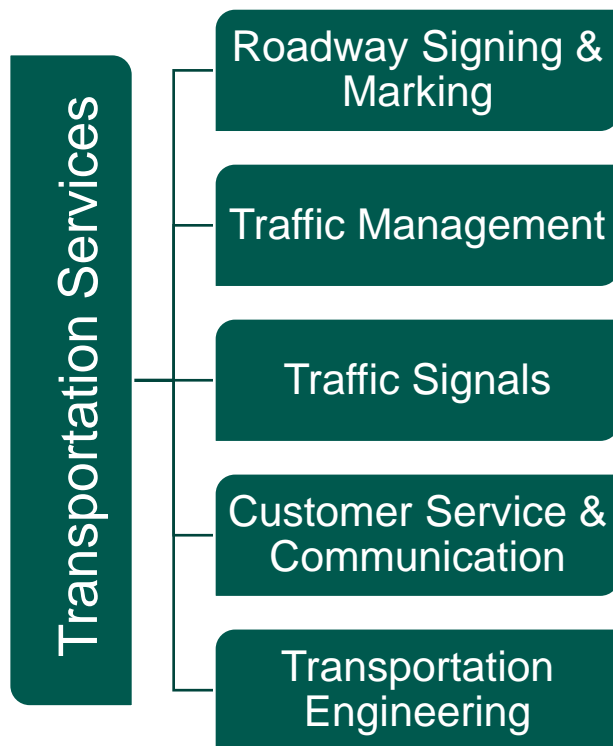 Transportation Services
Roadway Signing &
Marking
Traffic Management
Traffic Signals
Customer Service &
Communication
Transportation
Engineering